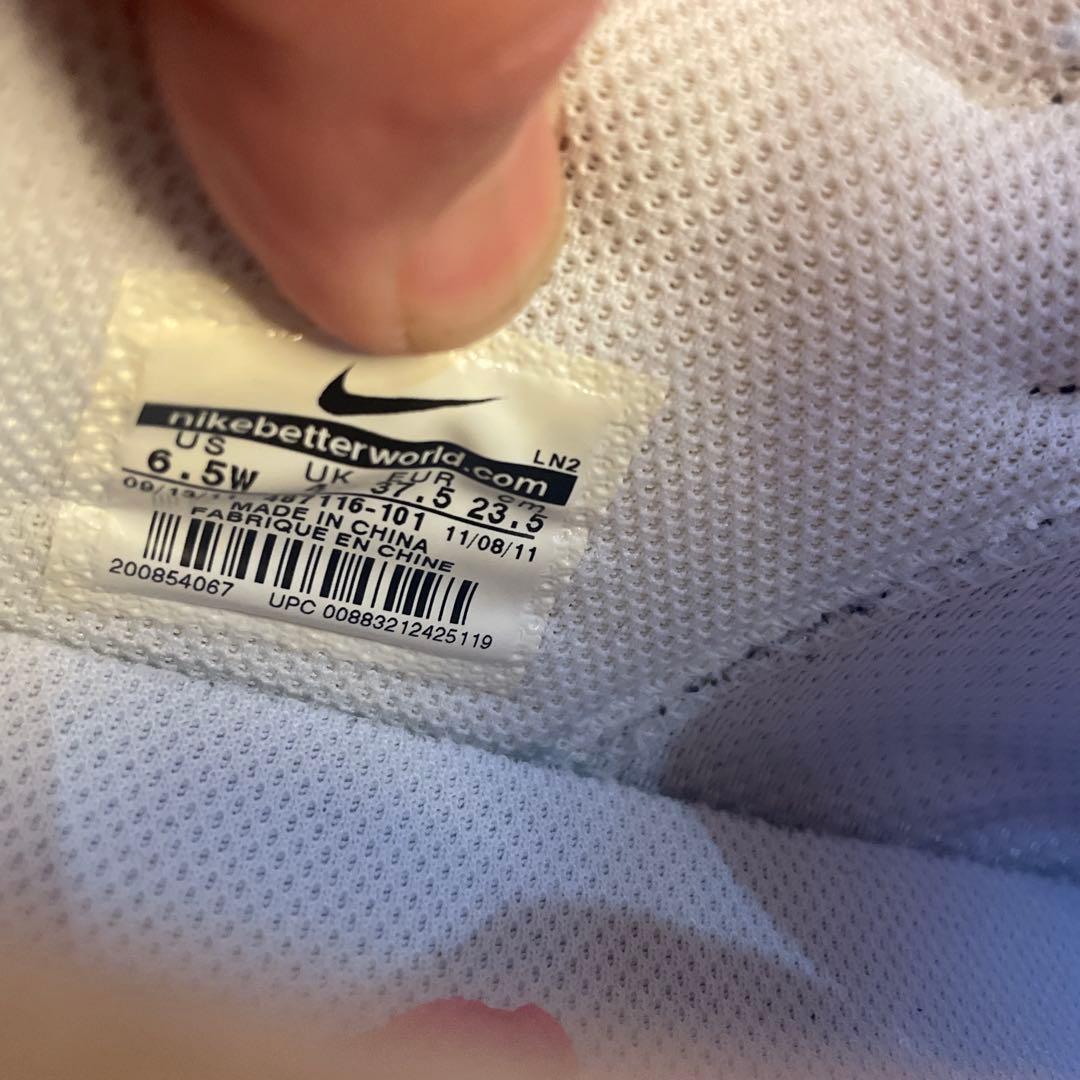 nikebetterworld.com
LN2
US UK EUR cm
6.5W 37.5 23.5
116-101 11/08/11
MADE IN CHINA
FABRIQUE EN CHINE
200854067 UPC 00883212425119